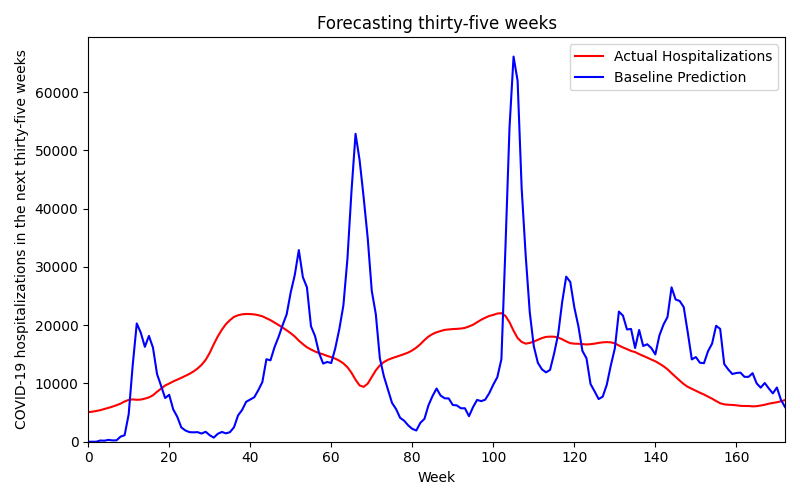 Forecasting thirty-five weeks
COVID-19 hospitalizations in the next thirty-five weeks
60000
50000
40000
30000
20000
10000
0
Actual Hospitalizations
Baseline Prediction
0 20 40 60 80 100 120 140 160
Week